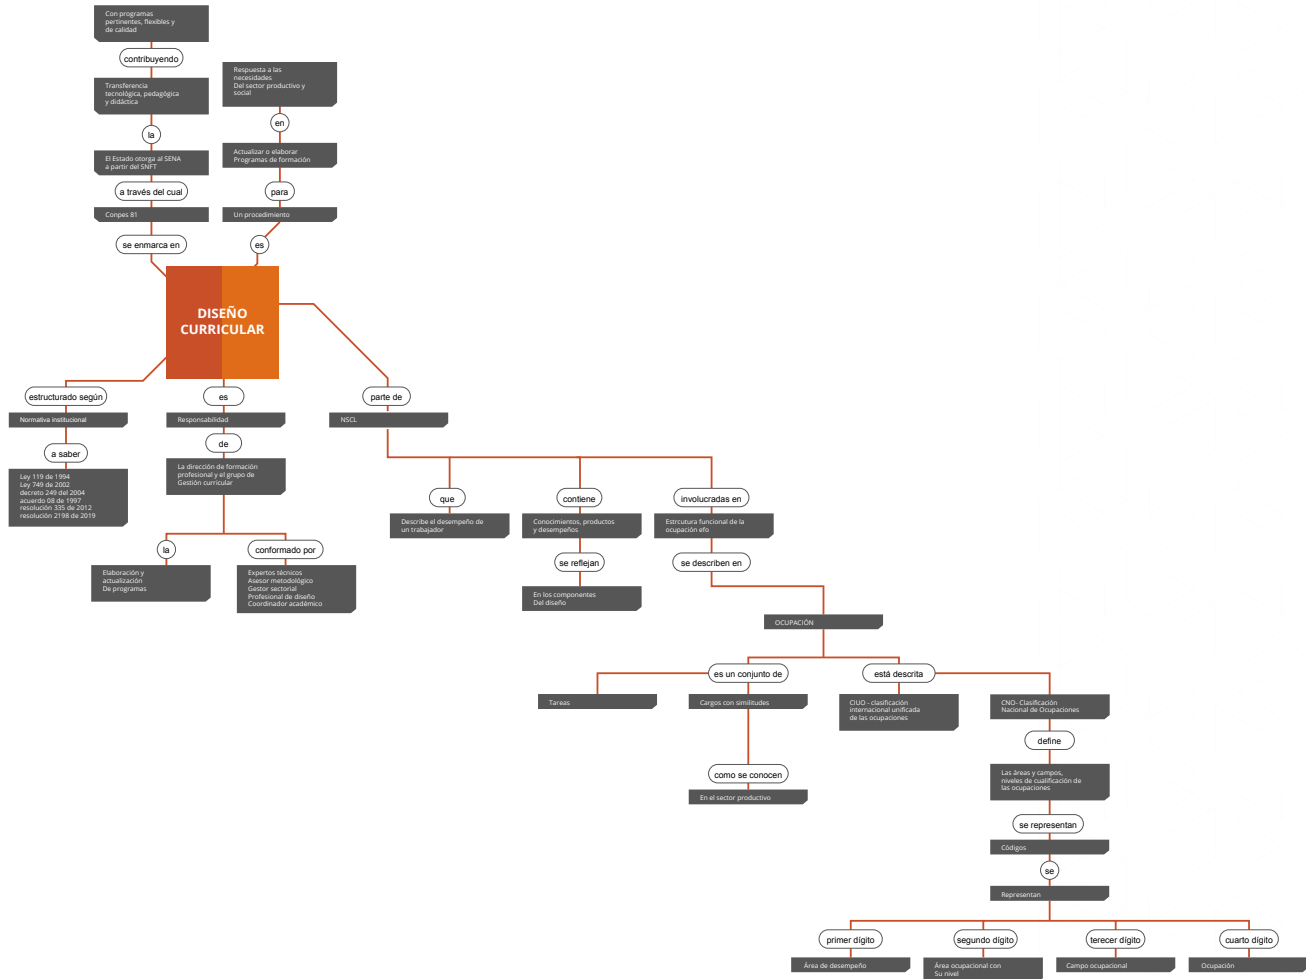 Con programas
pertinentes, flexibles y
de calidad
contribuyendo
Transferencia
tecnológica, pedagógica
y didáctica
la
El Estado otorga al SENA
a partir del SNFT
a través del cual
Conpes 81
se enmarca en
Respuesta a las
necesidades
Del sector productivo y
social
en
Actualizar o elaborar
Programas de formación
para
Un procedimiento
es
DISEÑO
CURRICULAR
estructurado según
Normativa institucional
a saber
Ley 119 de 1994
Ley 749 de 2002
decreto 249 del 2004
acuerdo 08 de 1997
resolución 335 de 2012
resolución 2198 de 2019
es
Responsabilidad
de
La dirección de formación
profesional y el grupo de
Gestión curricular
la
Elaboración y
actualización
De programas
conformado por
Expertos técnicos
Asesor metodológico
Gestor sectorial
Profesional de diseño
Coordinador académico
parte de
NSCL
que
Describe el desempeño de
un trabajador
contiene
Conocimientos, productos
y desempeños
se reflejan
En los componentes
Del diseño
involucradas en
Estrcutura funcional de la
ocupación efo
se describen en
OCUPACIÓN
es un conjunto de
Tareas
Cargos con similitudes
como se conocen
En el sector productivo
está descrita
CIUO - clasificación
internacional unificada
de las ocupaciones
CNO- Clasificación
Nacional de Ocupaciones
define
Las áreas y campos,
niveles de cualificación de
las ocupaciones
se representan
Códigos
se
Representan
primer dígito
Área de desempeño
segundo dígito
Área ocupacional con
Su nivel
terecer dígito
Campo ocupacional
cuarto dígito
Ocupación